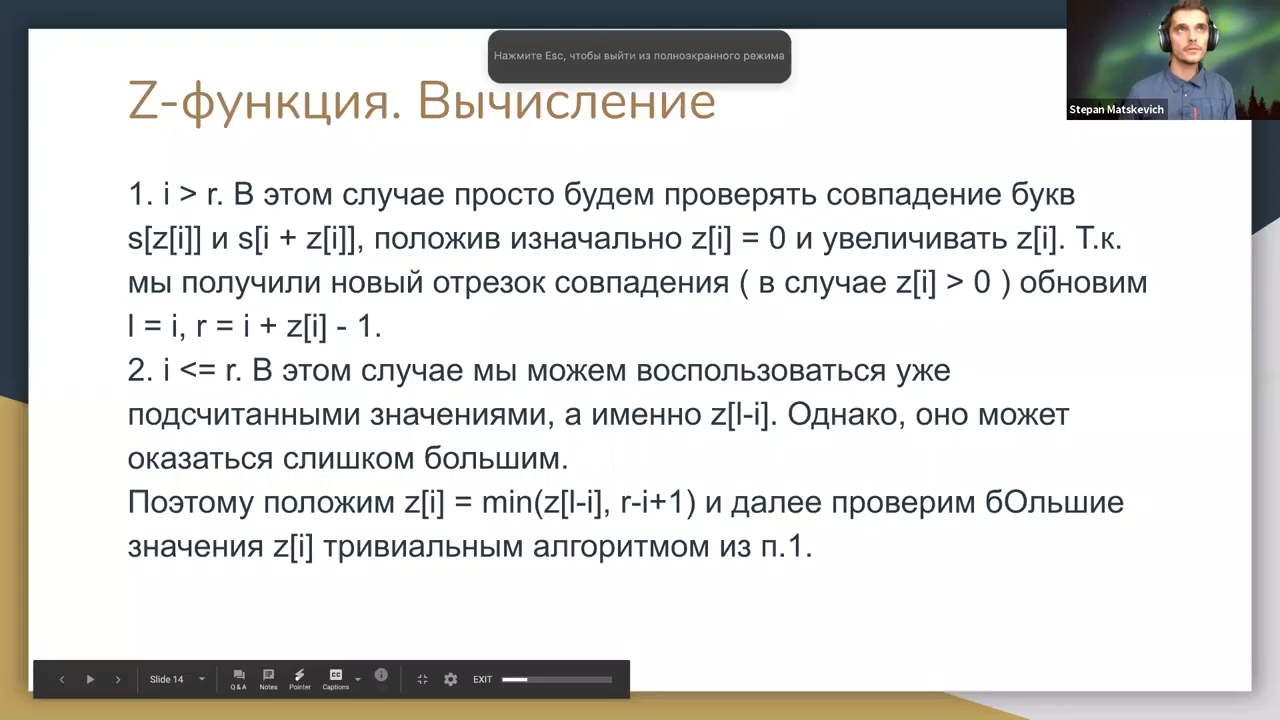 Нажмите Esc, чтобы выйти из полноэкранного режима
Stepan Matskevich
Z-функция. Вычисление
1. i > r. В этом случае просто будем проверять совпадение букв
s[z[i]] и s[i + z[i]], положив изначально z[i] = 0 и увеличивать z[i]. Т.к.
мы получили новый отрезок совпадения ( в случае z[i] > 0 ) обновим
l = i, r = i + z[i] - 1.
2. i <= r. В этом случае мы можем воспользоваться уже
подсчитанными значениями, а именно z[l-i]. Однако, оно может
оказаться слишком большим.
Поэтому положим z[i] = min(z[l-i], r-i+1) и далее проверим бОльшие
значения z[i] тривиальным алгоритмом из п.1.
Slide 14
Q & A
Notes
Pointer
Captions
EXIT